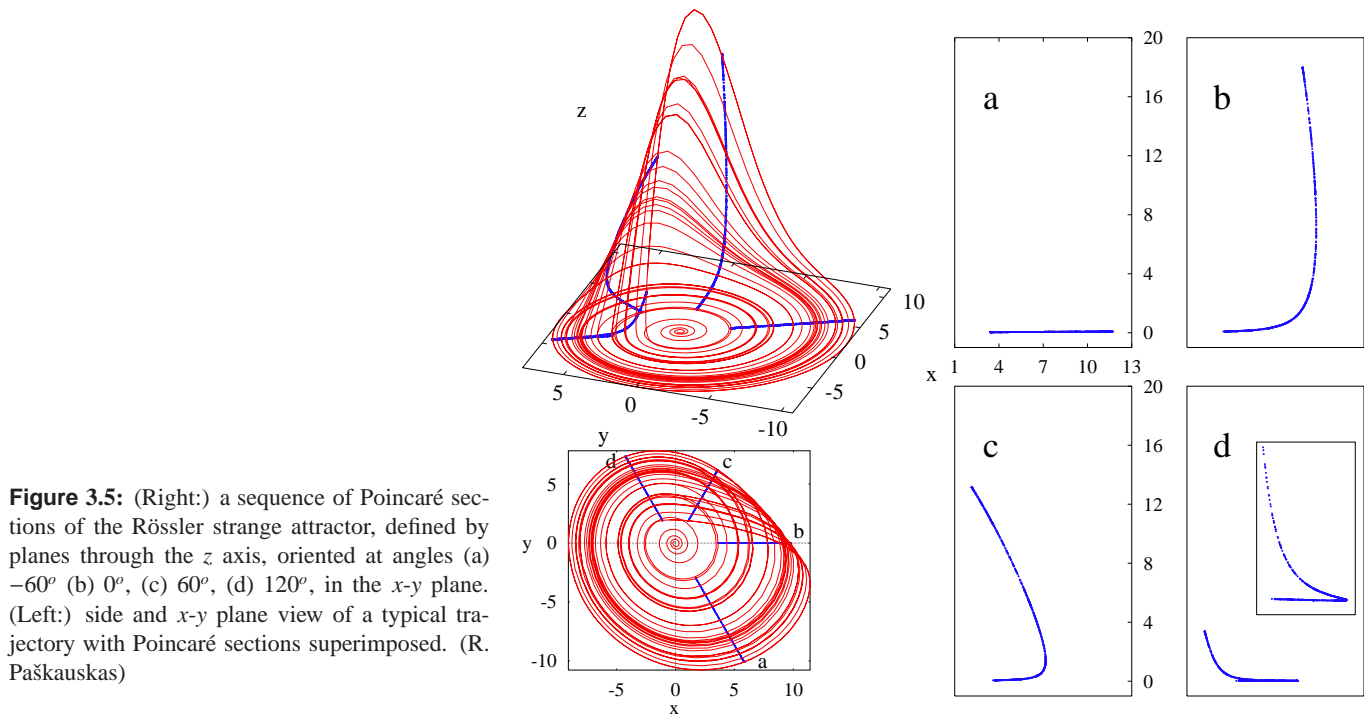 Figure 3.5: (Right:) a sequence of Poincaré sec-
tions of the Rössler strange attractor, defined by
planes through the z axis, oriented at angles (a)
−60ᵒ (b) 0ᵒ, (c) 60ᵒ, (d) 120ᵒ, in the x-y plane.
(Left:) side and x-y plane view of a typical tra-
jectory with Poincaré sections superimposed. (R.
Paškauskas)
z
10
5
0
-5
-10
5
0
-5
-10
y
x
d
c
b
a
5
0
-5
-10
y
-5
0
5
10
x
a
20
16
12
8
4
0
1
4
7
10
13
b
c
20
16
12
8
4
0
d